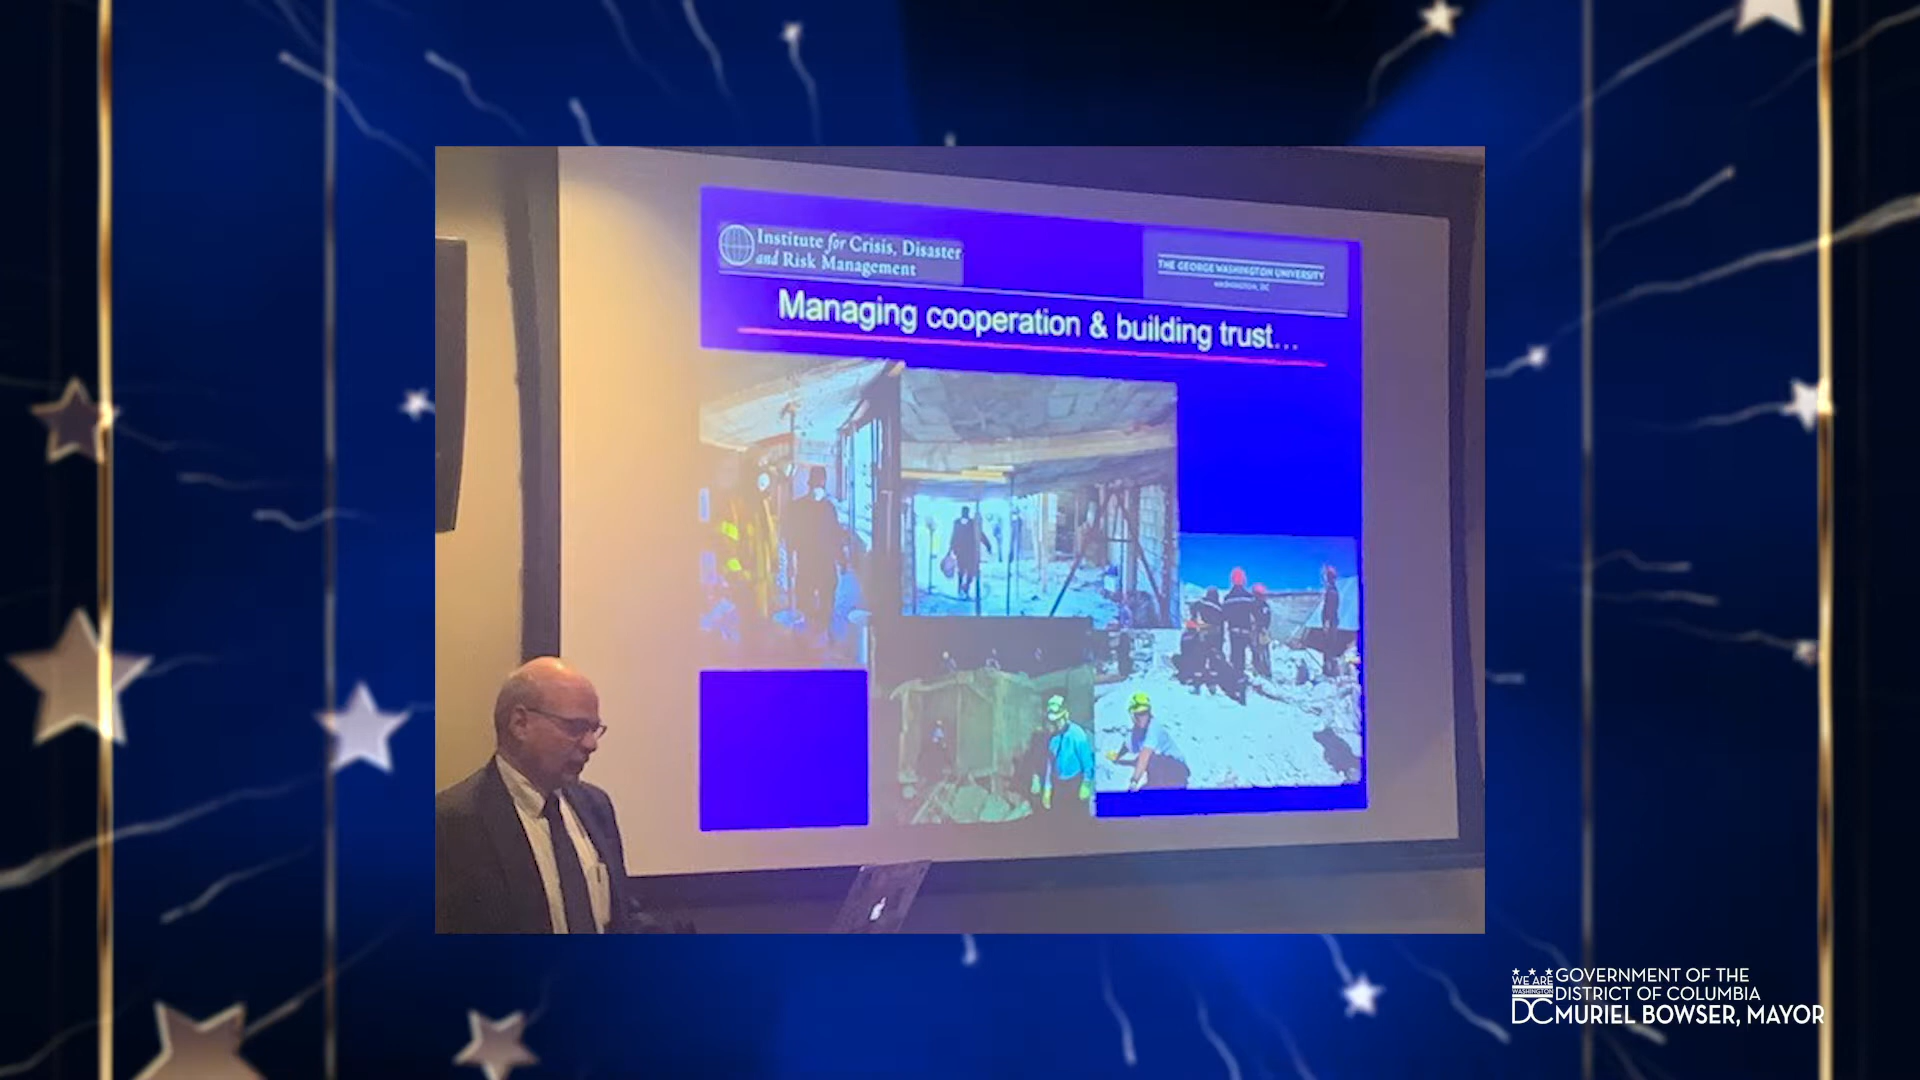 Institute for Crisis, Disaster
and Risk Management
THE GEORGE WASHINGTON UNIVERSITY
WASHINGTON, DC
Managing cooperation & building trust...
WE ARE
WASHINGTON
DC
GOVERNMENT OF THE
DISTRICT OF COLUMBIA
MURIEL BOWSER, MAYOR